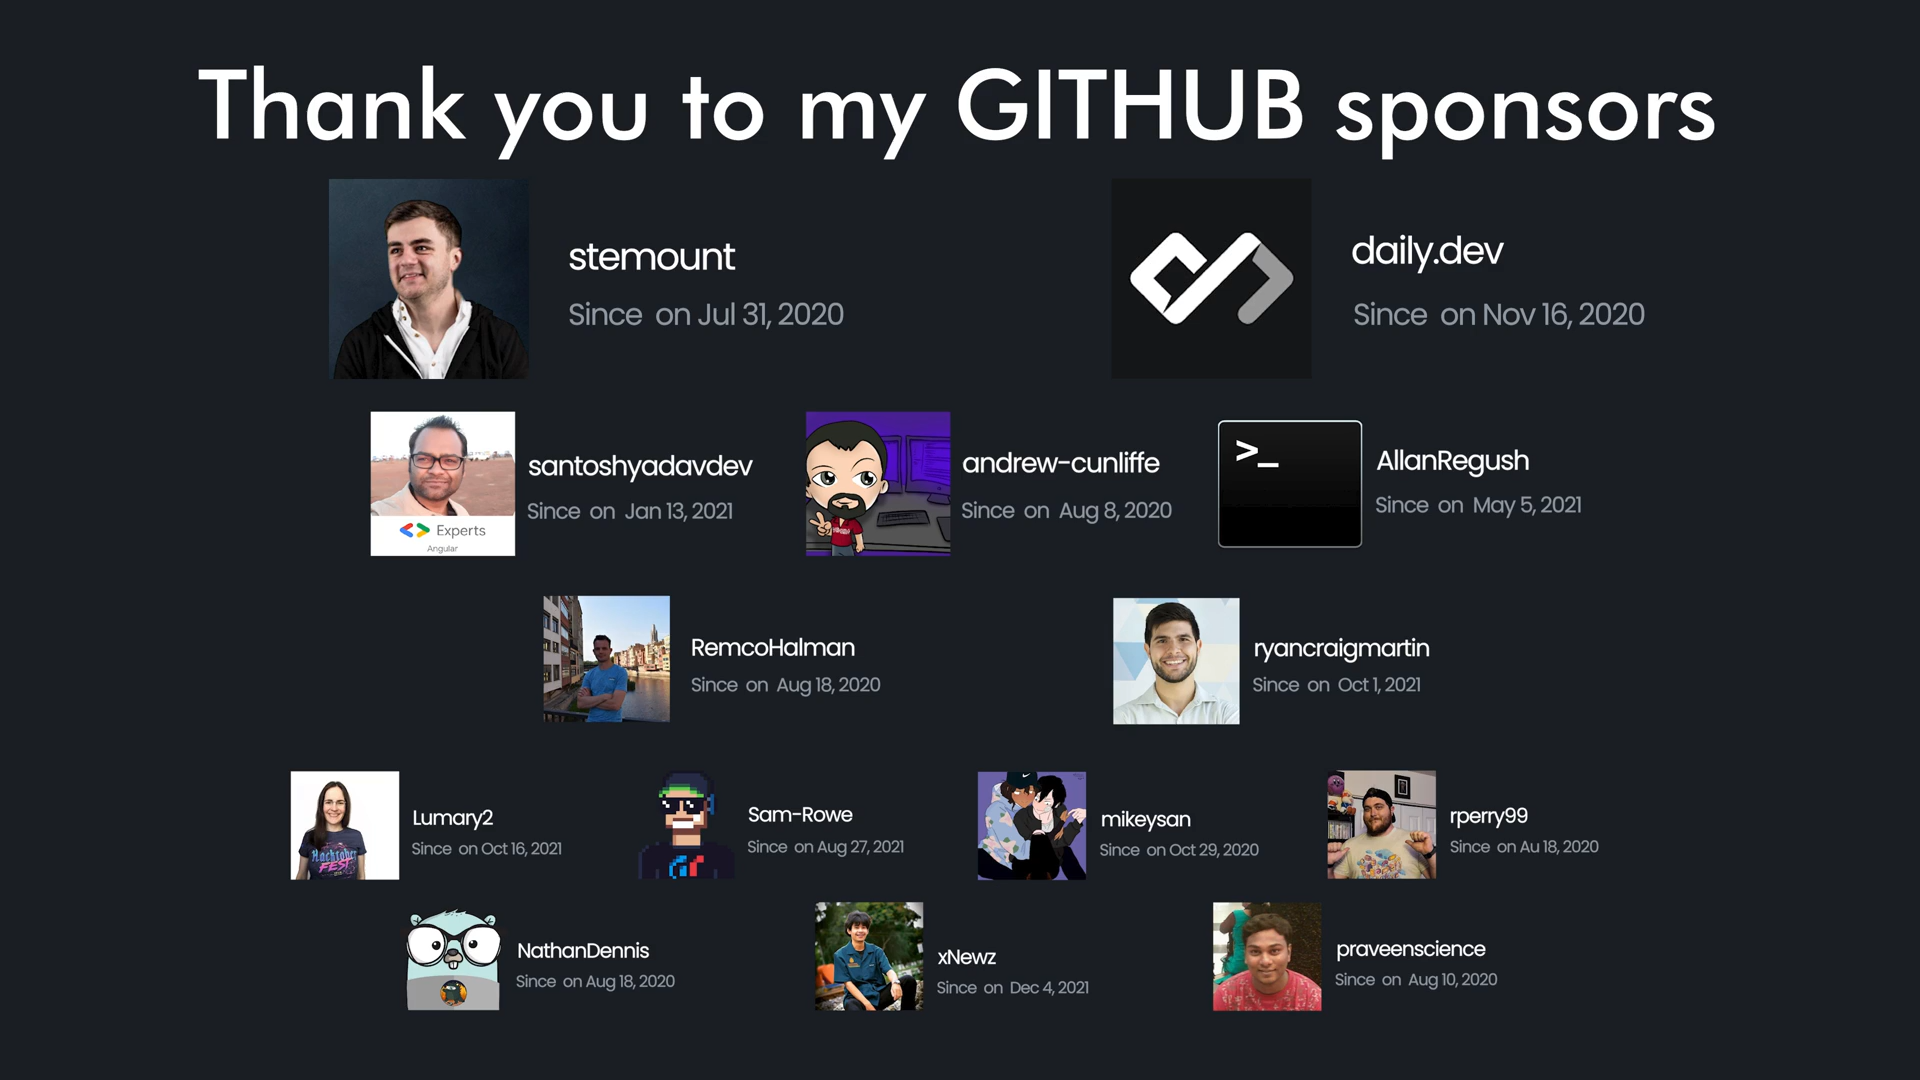 Thank you to my GITHUB sponsors
stemount
Since on Jul 31, 2020
daily.dev
Since on Nov 16, 2020
Experts
Angular
santoshyadavdev
Since on Jan 13, 2021
andrew-cunliffe
Since on Aug 8, 2020
>_
AllanRegush
Since on May 5, 2021
RemcoHalman
Since on Aug 18, 2020
ryancraigmartin
Since on Oct 1, 2021
Hacktober
FEST
Lumary2
Since on Oct 16, 2021
Sam-Rowe
Since on Aug 27, 2021
mikeysan
Since on Oct 29, 2020
rperry99
Since on Au 18, 2020
NathanDennis
Since on Aug 18, 2020
xNewz
Since on Dec 4, 2021
praveenscience
Since on Aug 10, 2020